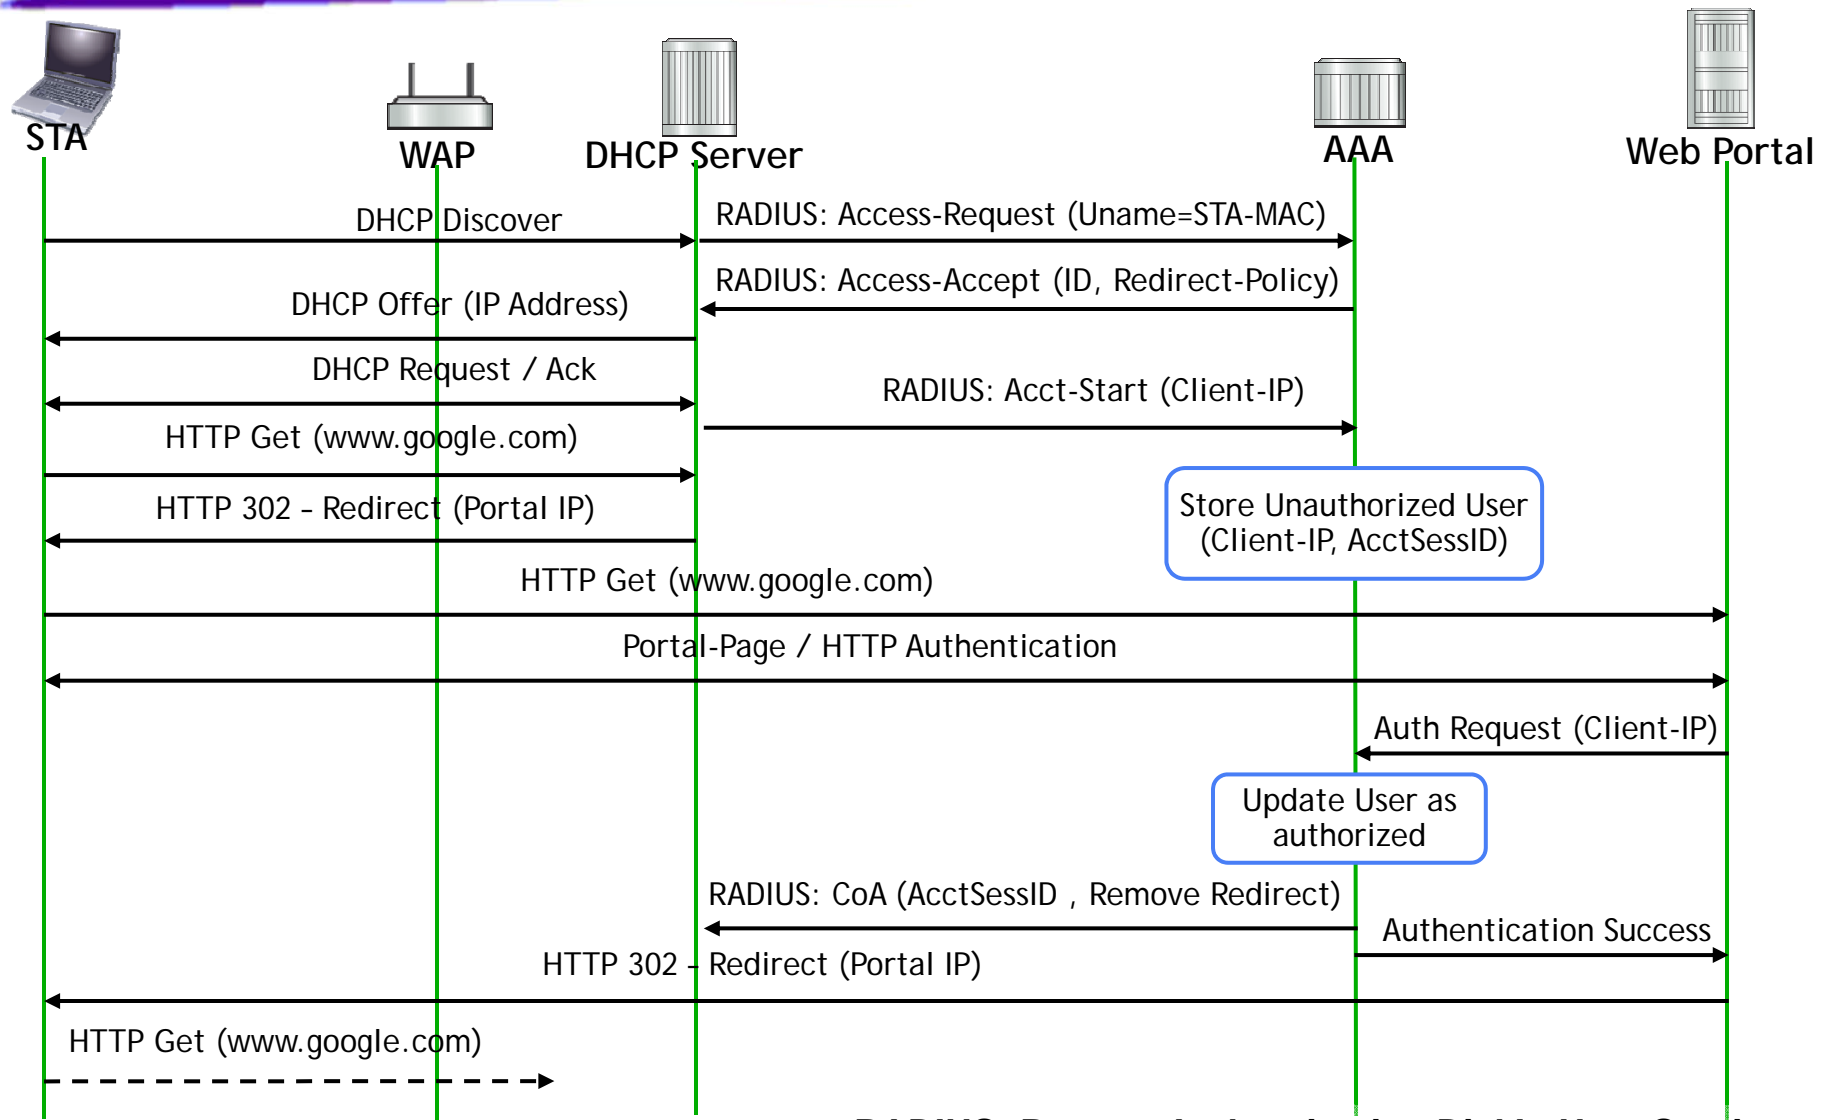 STA
WAP
DHCP Server
AAA
Web Portal
DHCP Discover
RADIUS: Access-Request (Uname=STA-MAC)
RADIUS: Access-Accept (ID, Redirect-Policy)
DHCP Offer (IP Address)
DHCP Request / Ack
RADIUS: Acct-Start (Client-IP)
HTTP Get (www.google.com)
HTTP 302 – Redirect (Portal IP)
Store Unauthorized User
(Client-IP, AcctSessID)
HTTP Get (www.google.com)
Portal-Page / HTTP Authentication
Auth Request (Client-IP)
Update User as
authorized
RADIUS: CoA (AcctSessID , Remove Redirect)
Authentication Success
HTTP 302 – Redirect (Portal IP)
HTTP Get (www.google.com)